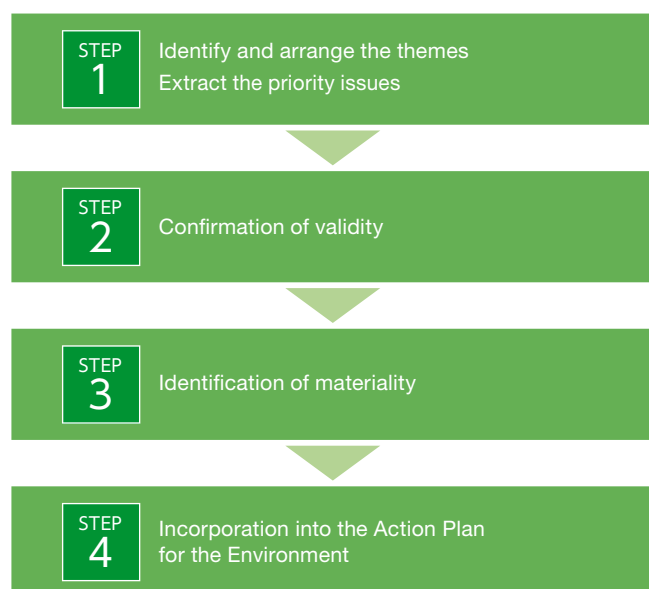 STEP
1
Identify and arrange the themes
Extract the priority issues
STEP
2
Confirmation of validity
STEP
3
Identification of materiality
STEP
4
Incorporation into the Action Plan
for the Environment